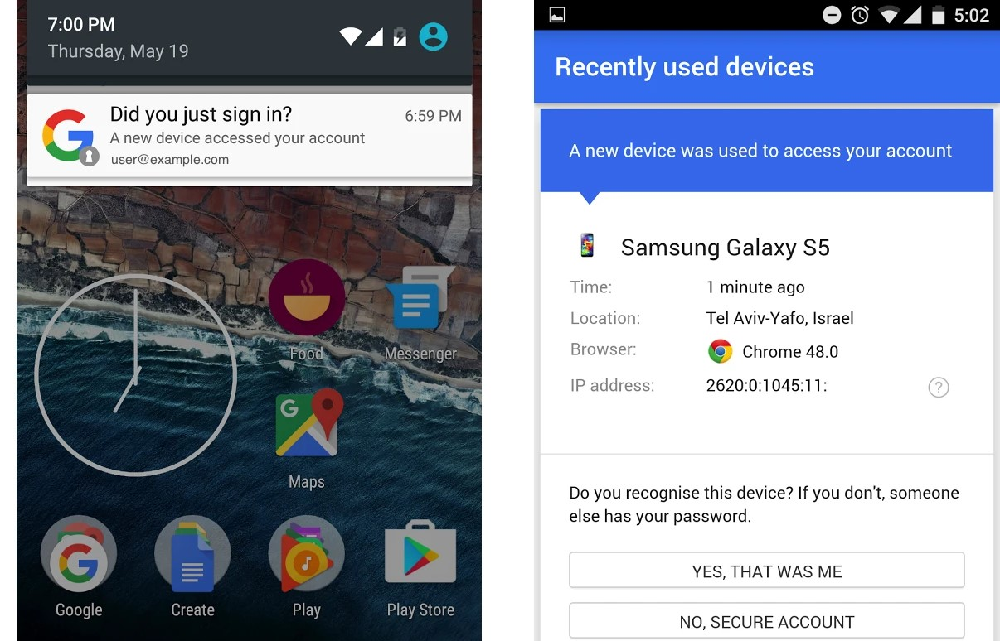 7:00 PM
Thursday, May 19
Did you just sign in?
6:59 PM
A new device accessed your account
user@example.com
Food
Messenger
Maps
Google
Create
Play
Play Store
5:02
Recently used devices
A new device was used to access your account
Samsung Galaxy S5
Time: 1 minute ago
Location: Tel Aviv-Yafo, Israel
Browser: Chrome 48.0
IP address: 2620:0:1045:11: ?
Do you recognise this device? If you don't, someone
else has your password.
YES, THAT WAS ME
NO, SECURE ACCOUNT